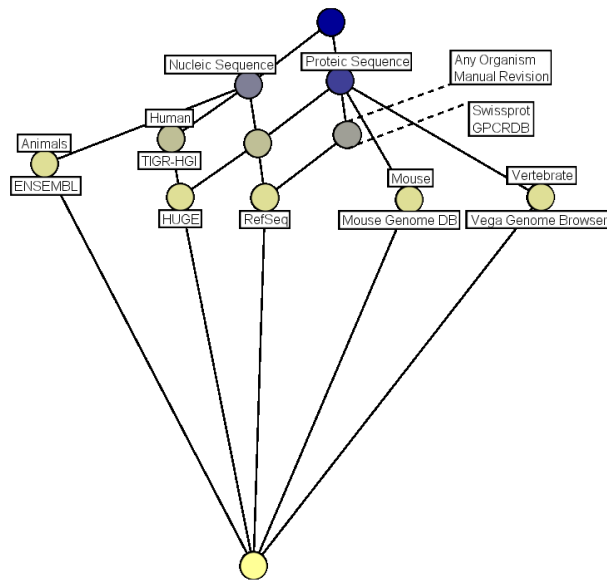 Nucleic Sequence
Proteic Sequence
Any Organism
Manual Revision
Swissprot
GPCRDB
Human
TIGR-HGI
Animals
ENSEMBL
HUGE
RefSeq
Mouse
Mouse Genome DB
Vertebrate
Vega Genome Browser